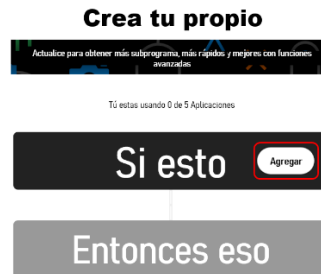 Crea tu propio
Actualice para obtener más subprograma, más rápidos y mejores con funciones
avanzadas
Tú estas usando 0 de 5 Aplicaciones
Si esto
Agregar
Entonces eso